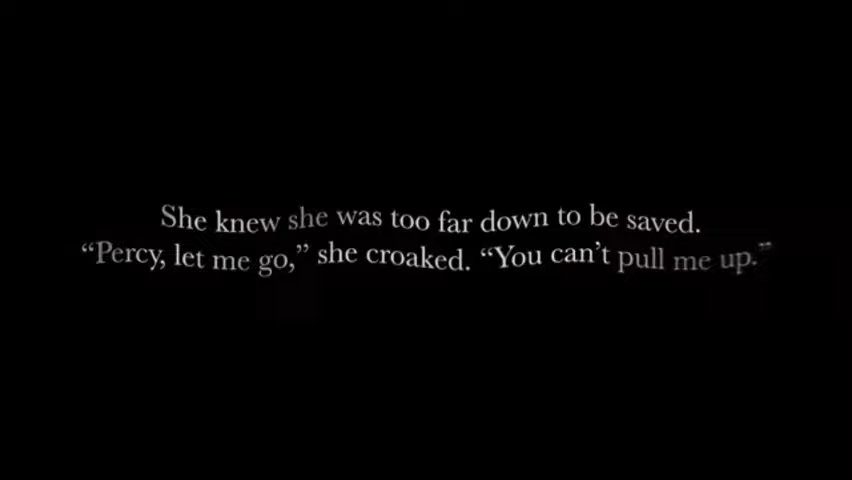 She knew she was too far down to be saved.
“Percy, let me go,” she croaked. “You can’t pull me up.”